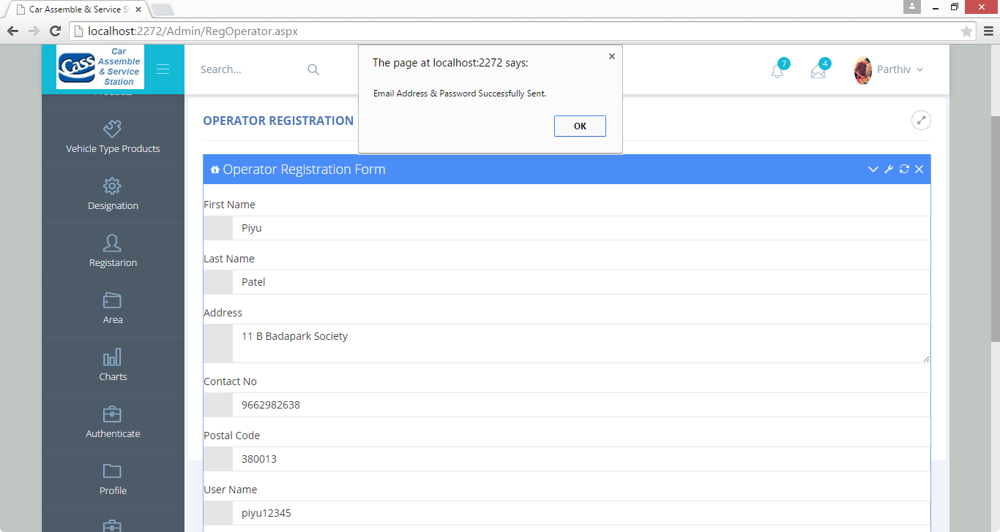 Car Assemble & Service St
localhost:2272/Admin/RegOperator.aspx
Cass
Car
Assemble
& Service
Station
Search...
The page at localhost:2272 says:
Email Address & Password Successfully Sent.
OK
7
4
Parthiv
Products
Vehicle Type Products
Designation
Registarion
Area
Charts
Authenticate
Profile
OPERATOR REGISTRATION
Operator Registration Form
First Name
Piyu
Last Name
Patel
Address
11 B Badapark Society
Contact No
9662982638
Postal Code
380013
User Name
piyu12345